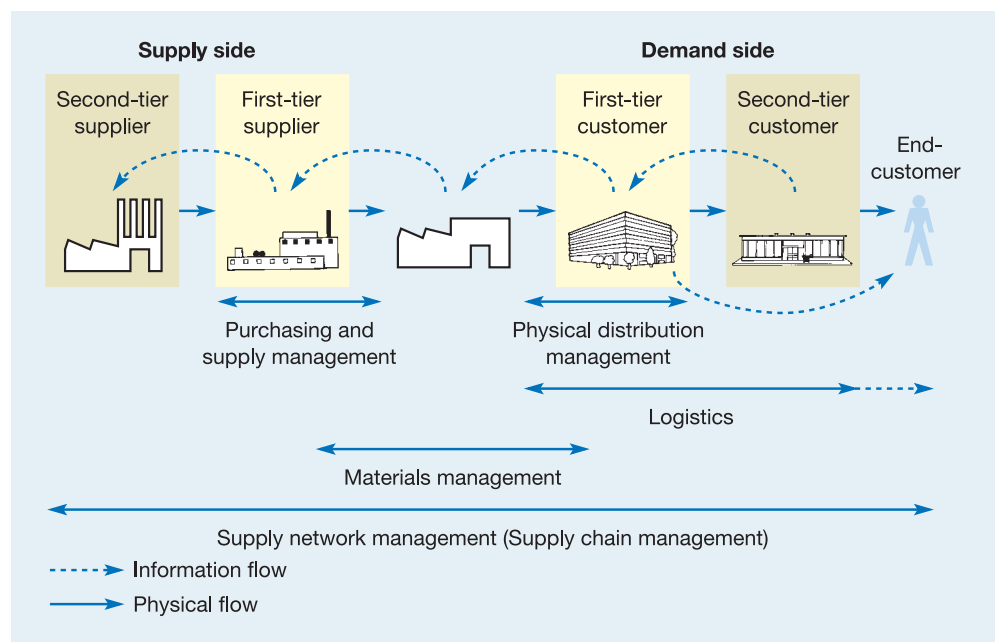 Supply side
Demand side
Second-tier
supplier
First-tier
supplier
First-tier
customer
Second-tier
customer
End-
customer
Purchasing and
supply management
Physical distribution
management
Logistics
Materials management
Supply network management (Supply chain management)
Information flow
Physical flow